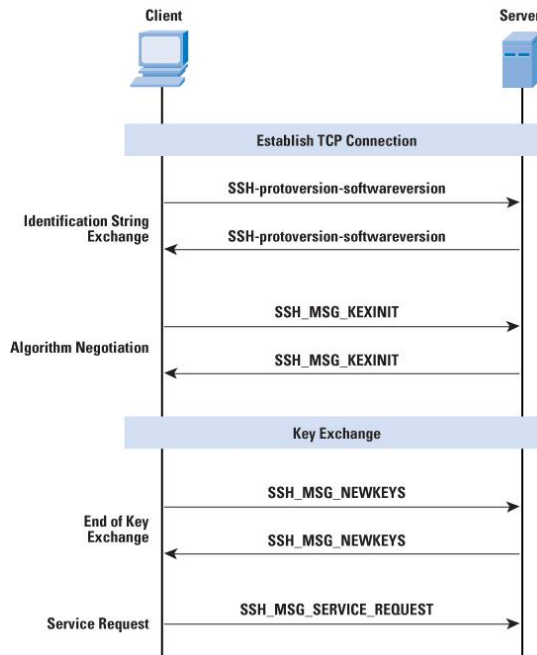 Client
Server
Establish TCP Connection
SSH-protoversion-softwareversion
Identification String
Exchange
SSH-protoversion-softwareversion
SSH_MSG_KEXINIT
Algorithm Negotiation
SSH_MSG_KEXINIT
Key Exchange
SSH_MSG_NEWKEYS
End of Key
Exchange
SSH_MSG_NEWKEYS
SSH_MSG_SERVICE_REQUEST
Service Request